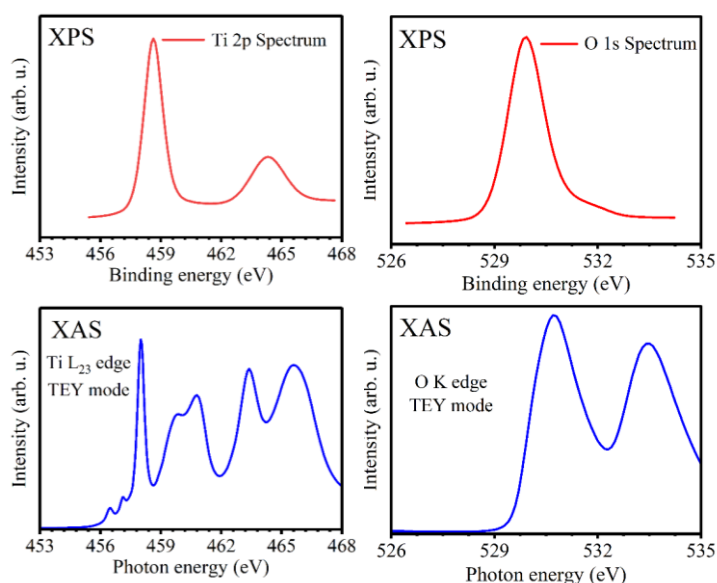 XPS
Ti 2p Spectrum
Intensity (arb. u.)
453 456 459 462 465 468
Binding energy (eV)
XPS
O 1s Spectrum
Intensity (arb. u.)
526 529 532 535
Binding energy (eV)
XAS
Ti L23 edge
TEY mode
Intensity (arb. u.)
453 456 459 462 465 468
Photon energy (eV)
XAS
O K edge
TEY mode
Intensity (arb. u.)
526 529 532 535
Photon energy (eV)